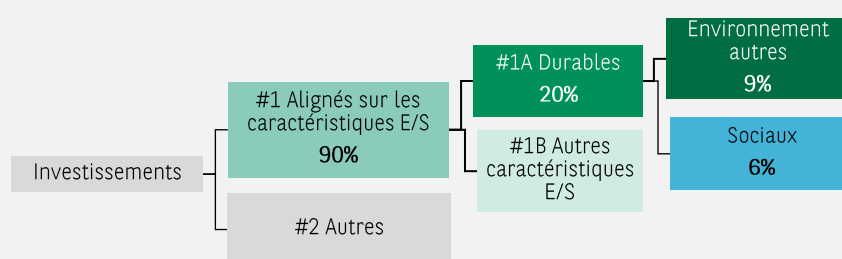 Investissements
#1 Alignés sur les
caractéristiques E/S
90%
#2 Autres
#1A Durables
20%
#1B Autres
caractéristiques
E/S
Environnement
autres
9%
Sociaux
6%